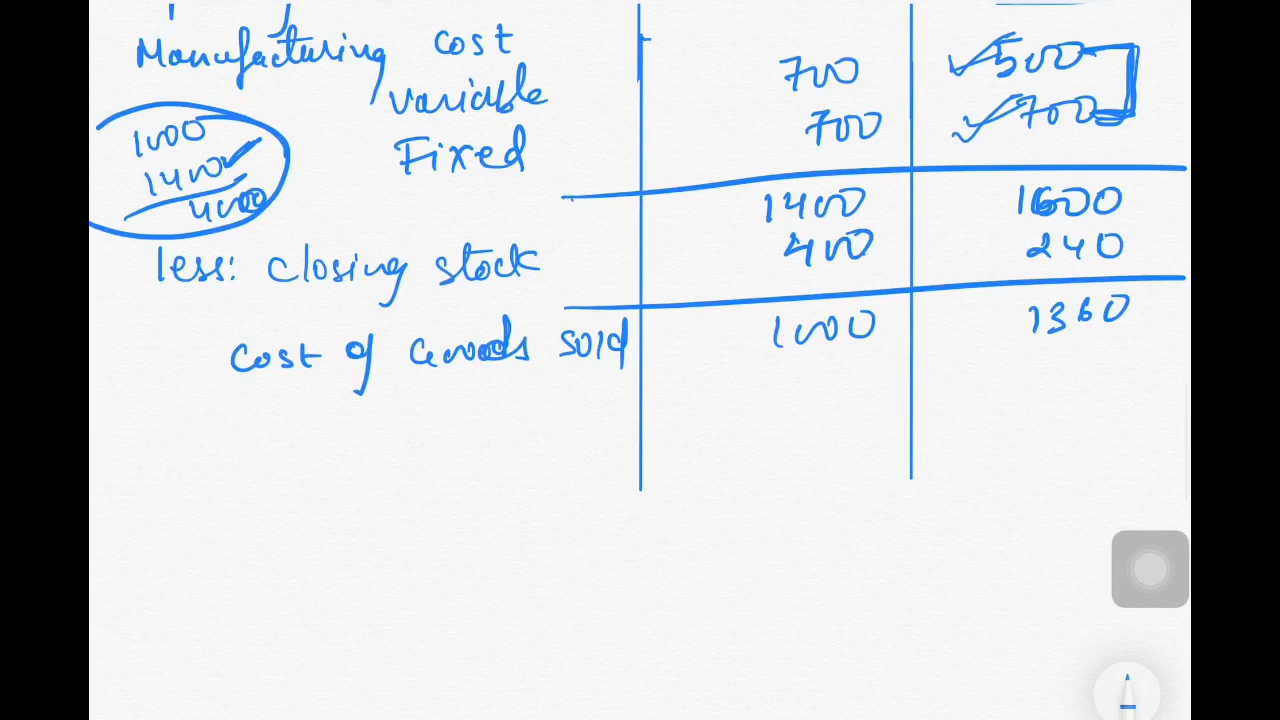 Manufacturing cost
variable 700 500
Fixed 700 700
1000
1400
400
1400 1600
less: closing stock 400 240
cost of Goods sold 1000 1360